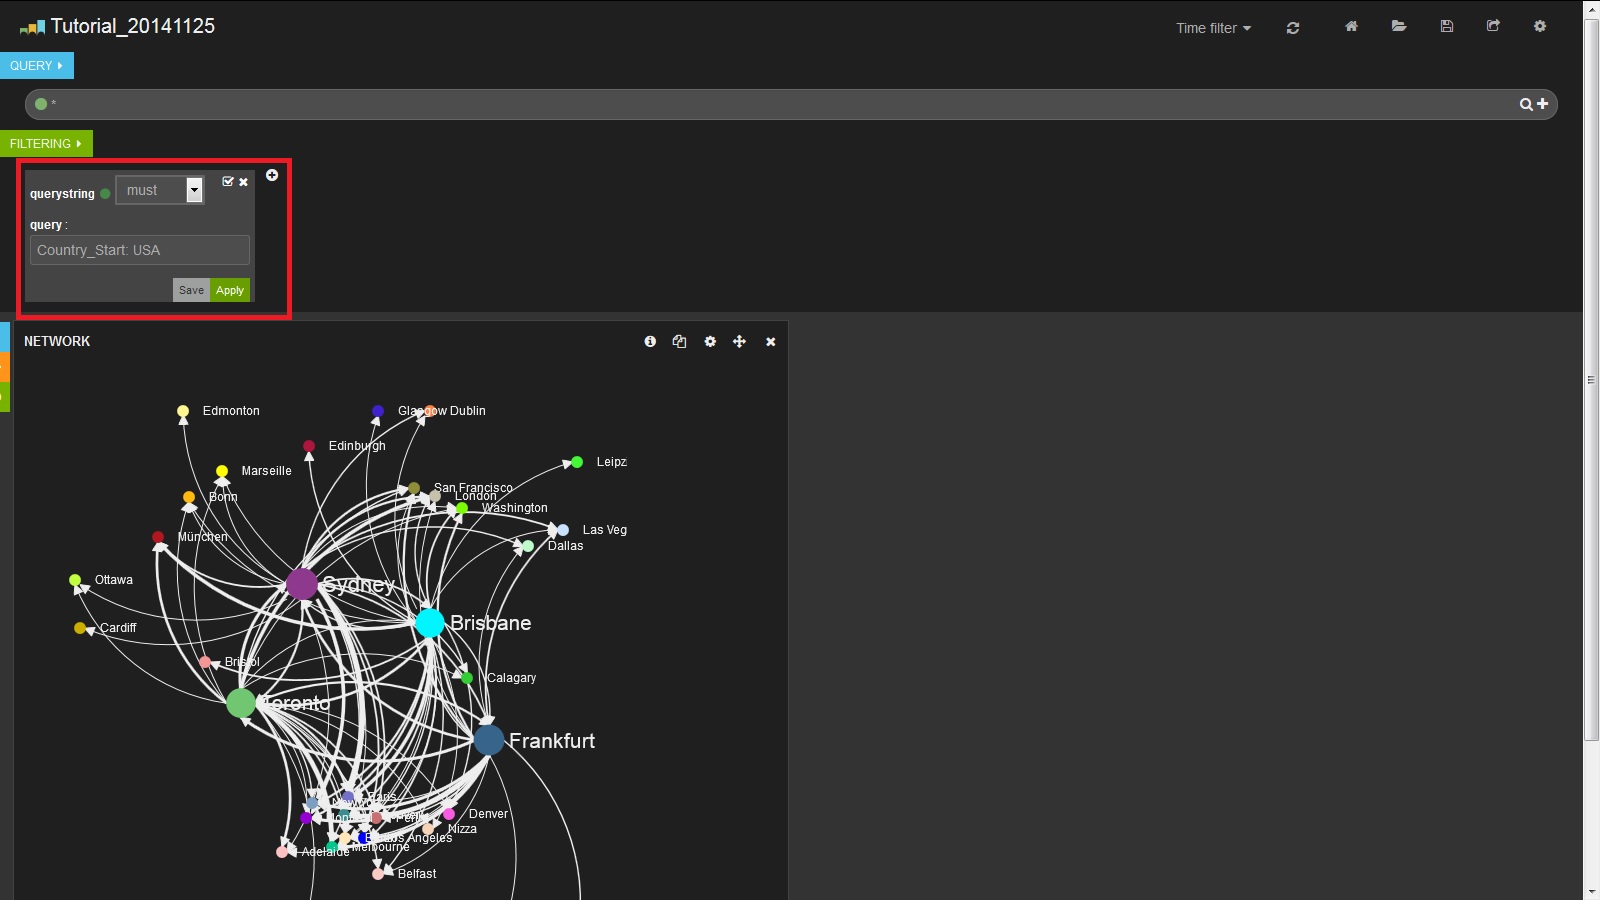 Tutorial_20141125
Time filter
QUERY
*
FILTERING
querystring must
query :
Country_Start: USA
Save Apply
NETWORK
Edmonton
Glasgow Dublin
Edinburgh
Leipz
Marseille
San Francisco
London
Bonn
Washington
Las Veg
München
Dallas
Ottawa
Sydney
Brisbane
Cardiff
Bristol
Calagary
Toronto
Frankfurt
Paris
Denver
Nizza
Los Angeles
Melbourne
Adelaide
Belfast